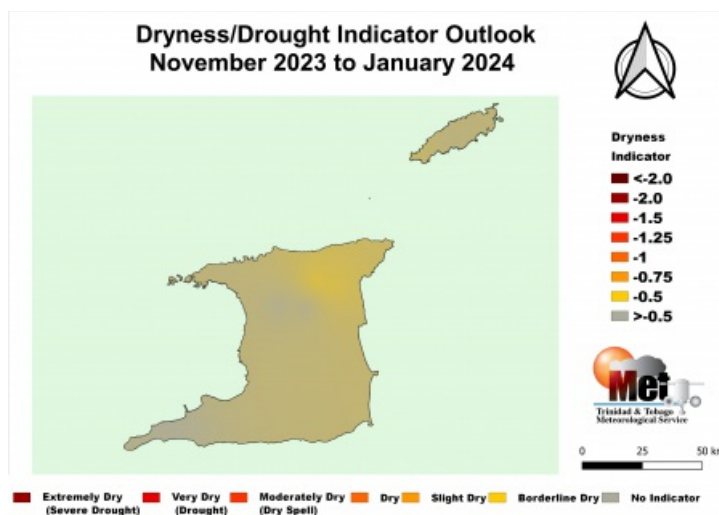 Dryness/Drought Indicator Outlook
November 2023 to January 2024
Dryness
Indicator
<-2.0
-2.0
-1.5
-1.25
-1
-0.75
-0.5
>-0.5
Met
Trinidad & Tobago
Meteorological Service
0 25 50 km
Extremely Dry Very Dry Moderately Dry Dry Slight Dry Borderline Dry No Indicator
(Severe Drought) (Drought) (Dry Spell)